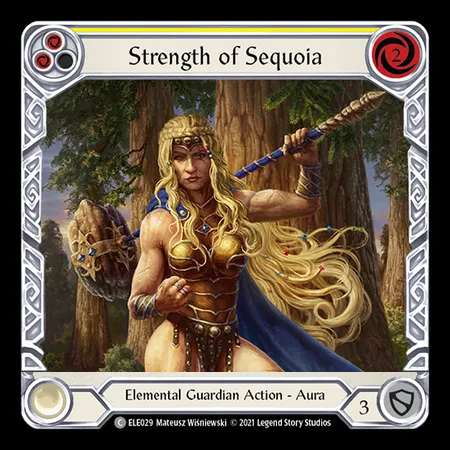 Strength of Sequoia
2
Elemental Guardian Action - Aura
3
C ELE029 Mateusz Wiśniewski © 2021 Legend Story Studios